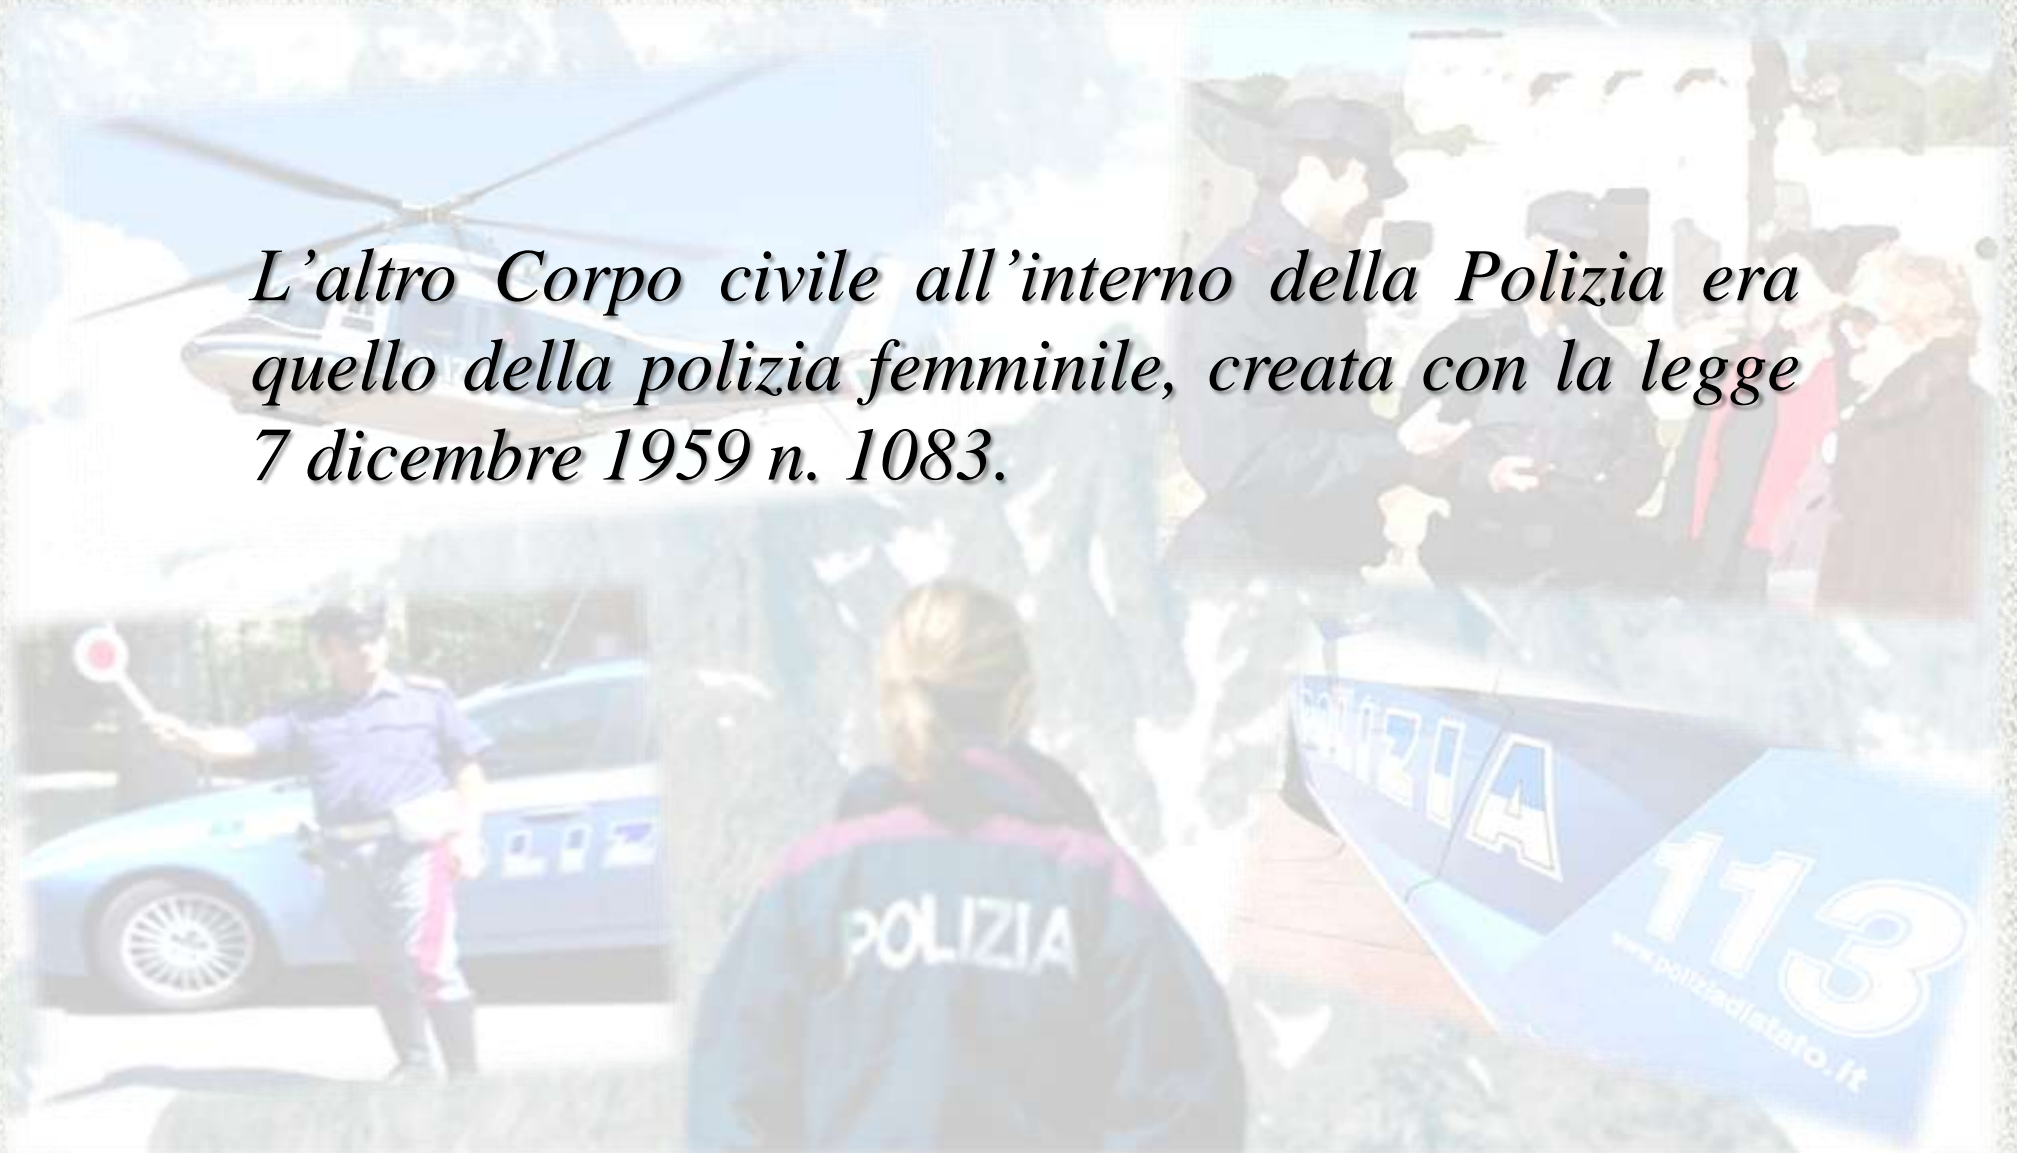 L’altro Corpo civile all’interno della Polizia era
quello della polizia femminile, creata con la legge
7 dicembre 1959 n. 1083.
LIZ
POLIZIA
POLIZIA
113
www.poliziadistato.it